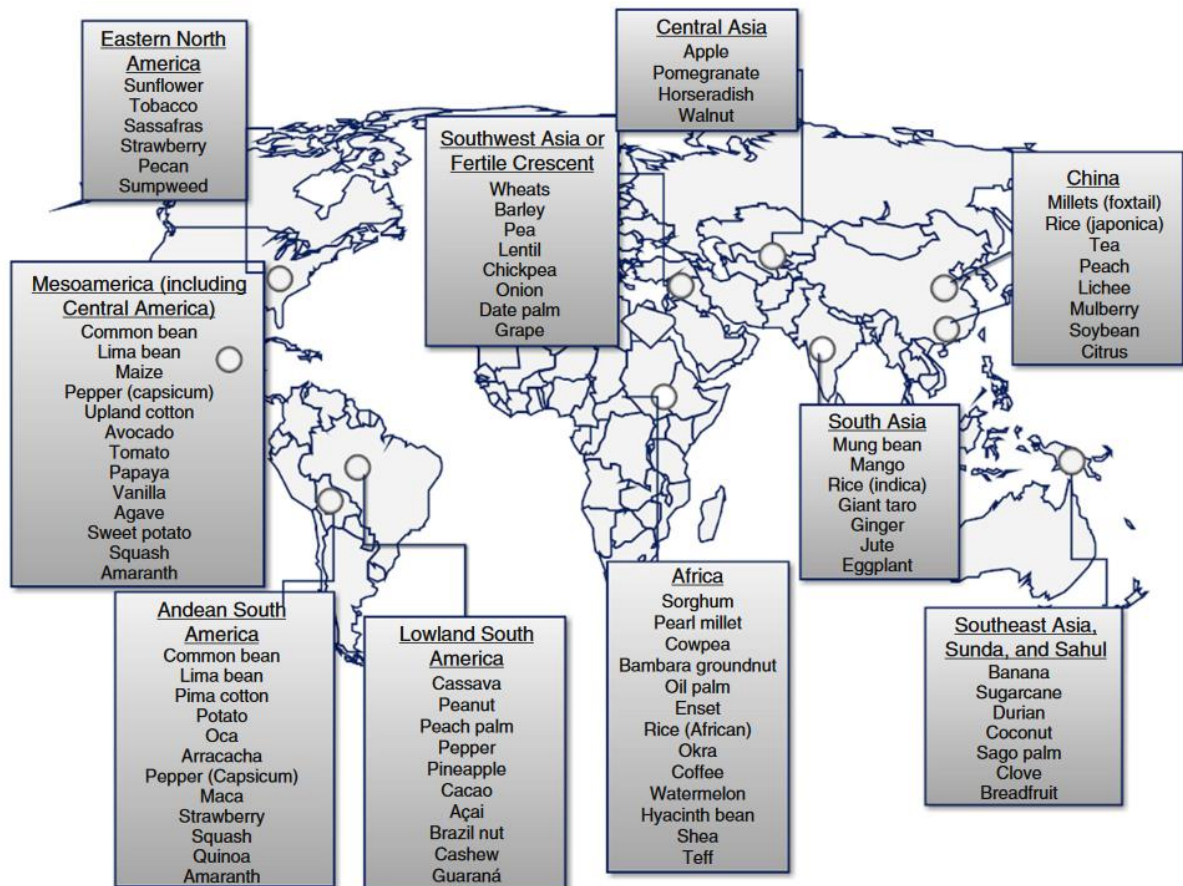 Eastern North
America
Sunflower
Tobacco
Sassafras
Strawberry
Pecan
Sumpweed
Central Asia
Apple
Pomegranate
Horseradish
Walnut
Southwest Asia or
Fertile Crescent
Wheats
Barley
Pea
Lentil
Chickpea
Onion
Date palm
Grape
China
Millets (foxtail)
Rice (japonica)
Tea
Peach
Lichee
Mulberry
Soybean
Citrus
Mesoamerica (including
Central America)
Common bean
Lima bean
Maize
Pepper (capsicum)
Upland cotton
Avocado
Tomato
Papaya
Vanilla
Agave
Sweet potato
Squash
Amaranth
South Asia
Mung bean
Mango
Rice (indica)
Giant taro
Ginger
Jute
Eggplant
Andean South
America
Common bean
Lima bean
Pima cotton
Potato
Oca
Arracacha
Pepper (Capsicum)
Maca
Strawberry
Squash
Quinoa
Amaranth
Lowland South
America
Cassava
Peanut
Peach palm
Pepper
Pineapple
Cacao
Açai
Brazil nut
Cashew
Guaraná
Africa
Sorghum
Pearl millet
Cowpea
Bambara groundnut
Oil palm
Enset
Rice (African)
Okra
Coffee
Watermelon
Hyacinth bean
Shea
Teff
Southeast Asia,
Sunda, and Sahul
Banana
Sugarcane
Durian
Coconut
Sago palm
Clove
Breadfruit